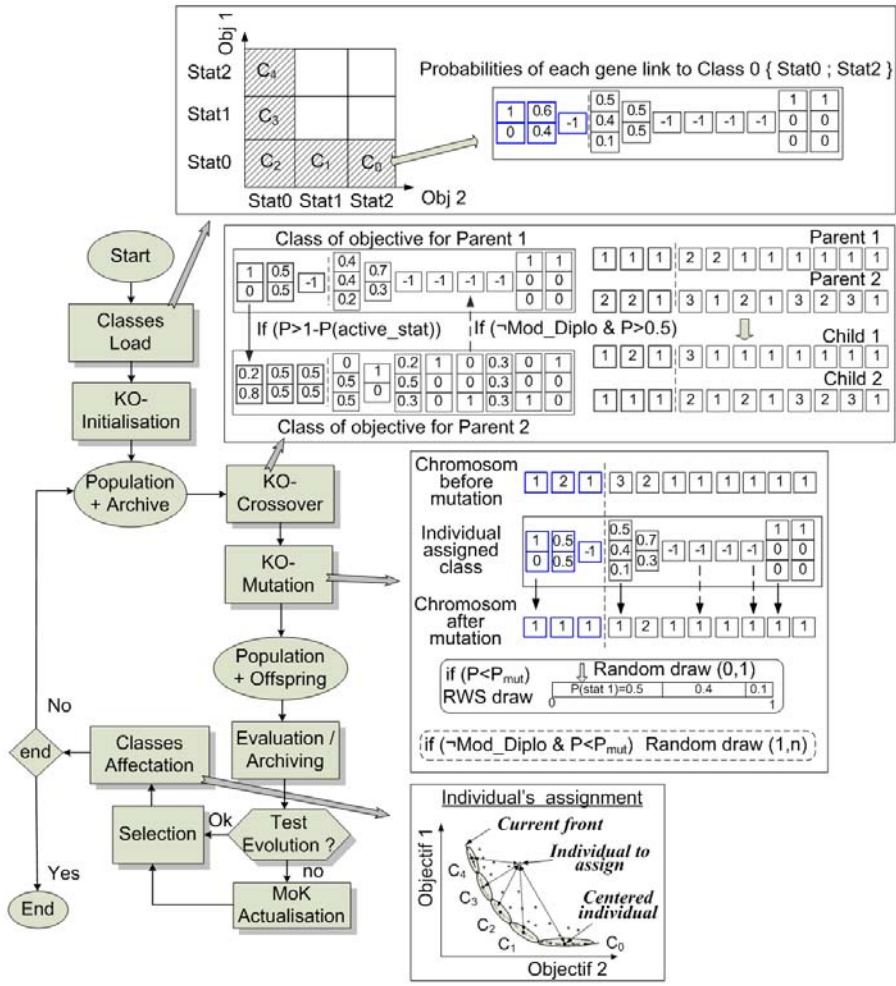 Obj 1
Stat2
Stat1
Stat0
C4
C3
C2 C1 C0
Stat0 Stat1 Stat2
Obj 2
Probabilities of each gene link to Class 0 { Stat0 ; Stat2 }
1 0.6 -1 0.5 0.5 -1 -1 -1 -1 1 1
0 0.4 0.4 0.5 0 0
0.1 0 0
Start
Classes
Load
KO-
Initialisation
Population
+ Archive
KO-
Crossover
KO-
Mutation
Population
+ Offspring
Evaluation /
Archiving
Test
Evolution ?
Ok
no
MoK
Actualisation
Selection
Classes
Affectation
end
No
Yes
End
Class of objective for Parent 1
1 0.5 -1 0.4 0.7 -1 -1 -1 -1 1 1
0 0.5 0.4 0.3 0 0
0.2 0 0
If (P>1-P(active_stat))
If (¬Mod_Diplo & P>0.5)
0.2 0.5 0.5 0 1 0.2 1 0 0.3 0 1
0.8 0.5 0.5 0.5 0 0.5 0 0 0.3 1 0
0.5 0.3 0 1 0.3 0 0
Class of objective for Parent 2
Parent 1
1 1 1 2 2 1 1 1 1 1 1
Parent 2
2 2 1 3 1 2 1 3 2 3 1
Child 1
1 2 1 3 1 1 1 1 1 1 1
Child 2
1 1 1 2 1 2 1 3 2 3 1
Chromosom
before
mutation
1 2 1 3 2 1 1 1 1 1 1
Individual
assigned
class
1 0.5 -1 0.5 0.7 -1 -1 -1 -1 1 1
0 0.5 0.4 0.3 0 0
0.1 0 0
Chromosom
after
mutation
1 1 1 1 2 1 1 1 1 1 1
if (P<Pmut) Random draw (0,1)
RWS draw P(stat 1)=0.5 0.4 0.1
0 1
if (¬Mod_Diplo & P<Pmut) Random draw (1,n)
Individual's assignment
Objectif 1
Current front
Individual to
assign
Centered
individual
C4
C3
C2
C1
C0
Objectif 2